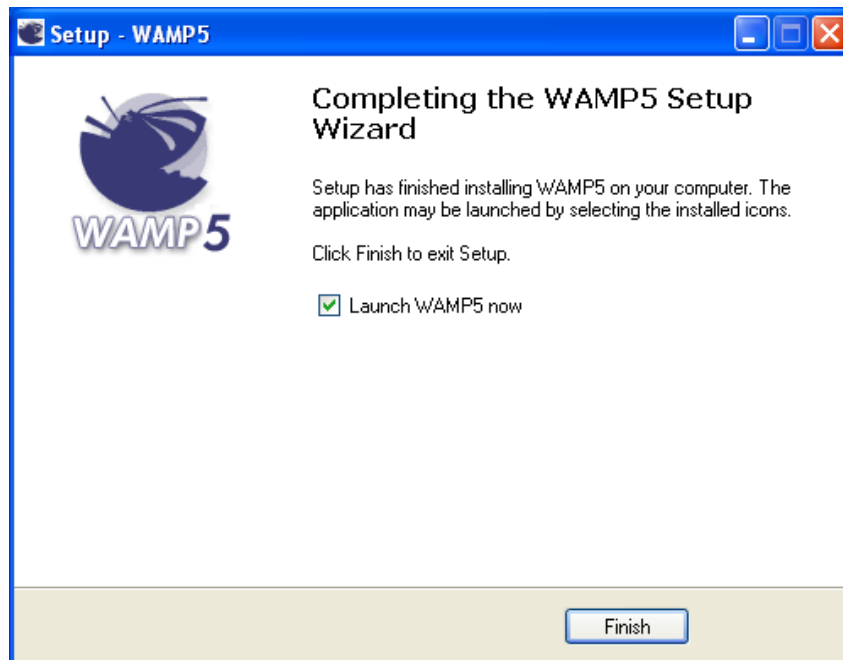 Setup - WAMP5
Completing the WAMP5 Setup
Wizard
Setup has finished installing WAMP5 on your computer. The
application may be launched by selecting the installed icons.
Click Finish to exit Setup.
Launch WAMP5 now
WAMP5
Finish